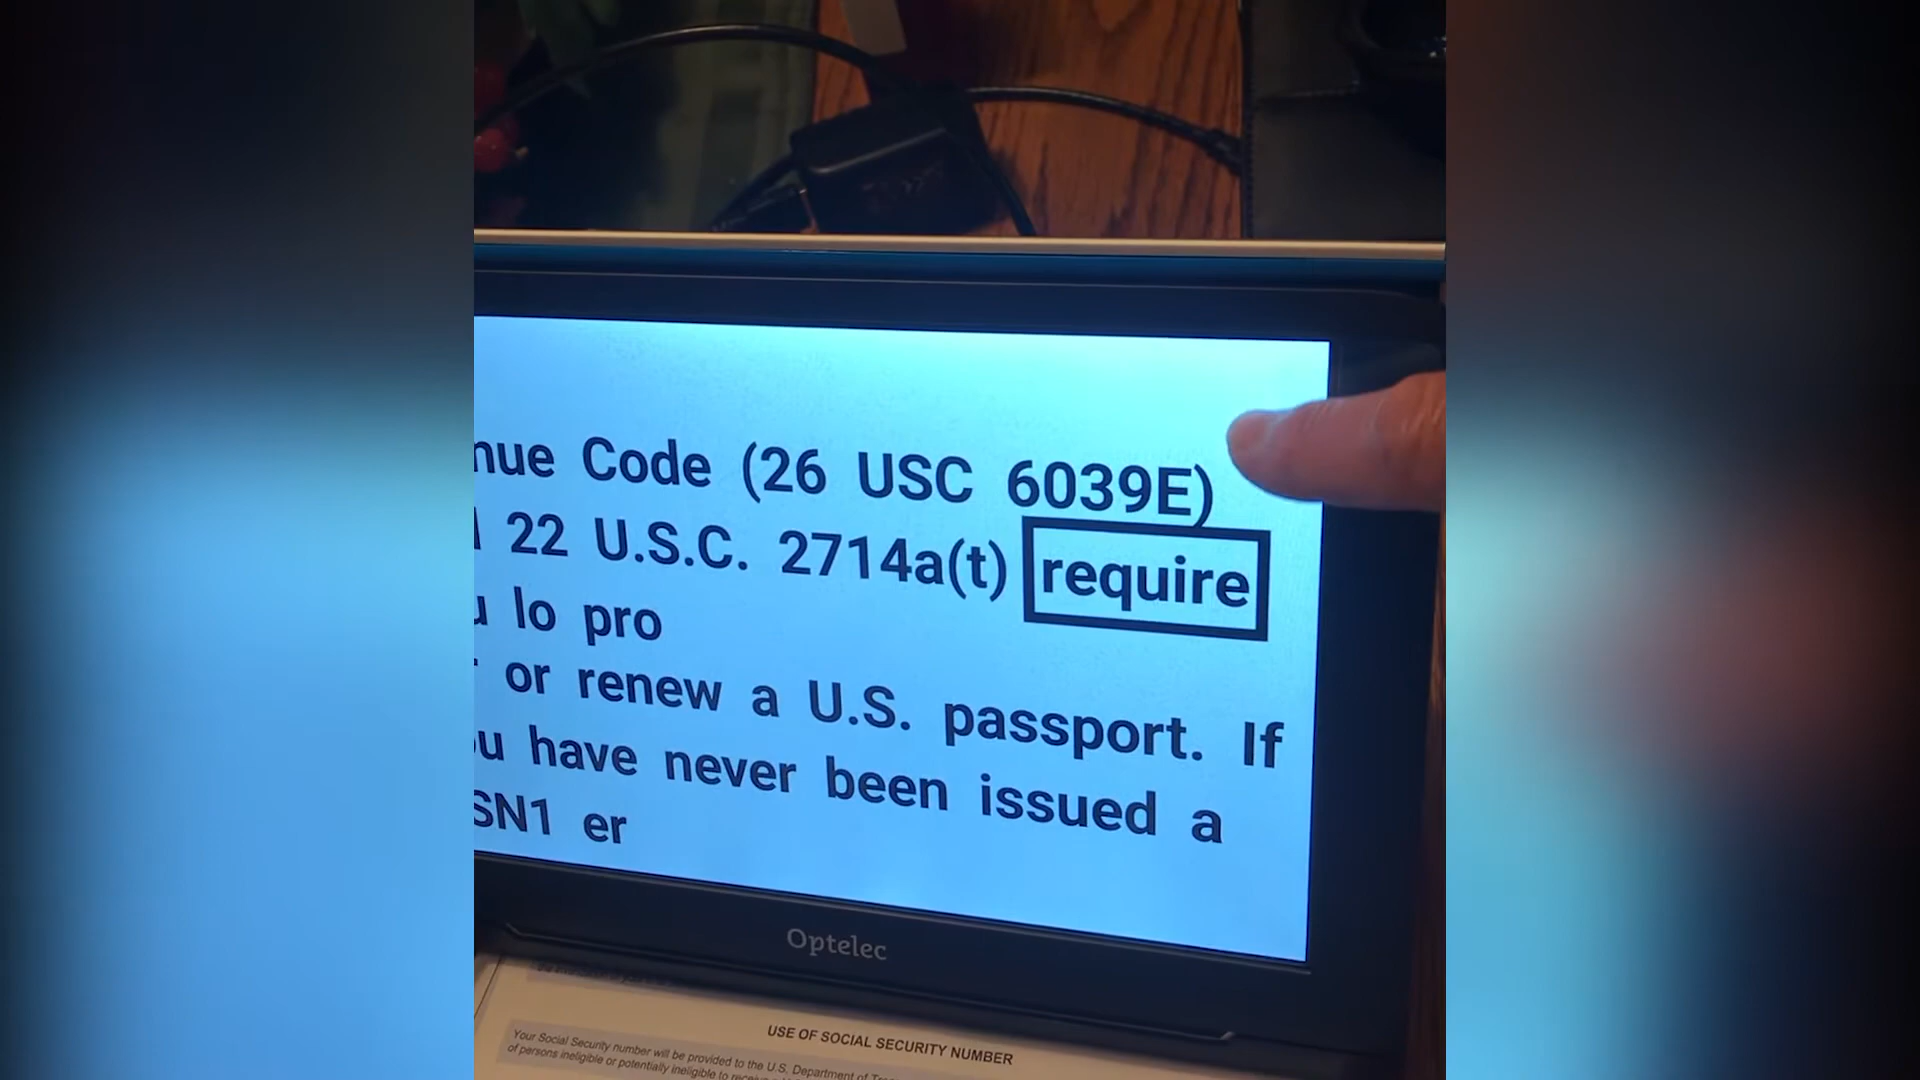 nue Code (26 USC 6039E)
22 U.S.C. 2714a(t) require
u lo pro
or renew a U.S. passport. If
ou have never been issued a
SN1 er
Optelec
USE OF SOCIAL SECURITY NUMBER
Your Social Security number will be provided to the U.S. Department of
of persons ineligible or potentially ineligible to